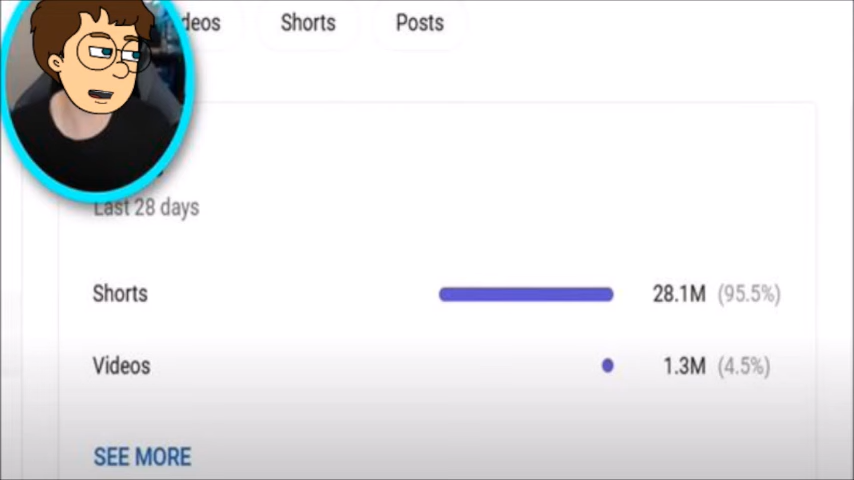 Shorts Posts
Last 28 days
Shorts 28.1M (95.5%)
Videos 1.3M (4.5%)
SEE MORE